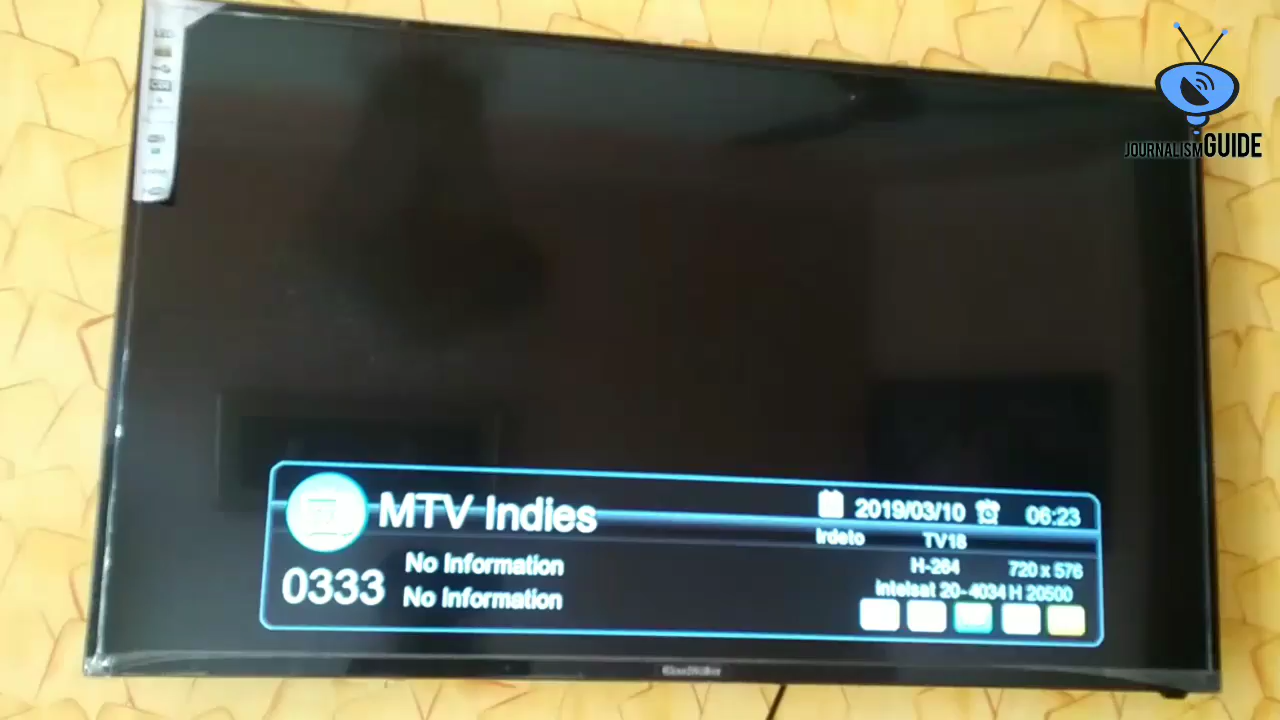 JOURNALISMGUIDE
LED
MTV Indies
2019/03/10
06:23
Irdeto
TV18
No Information
H-264
720 x 576
0333
No Information
Intelsat 20-4034 H 20500